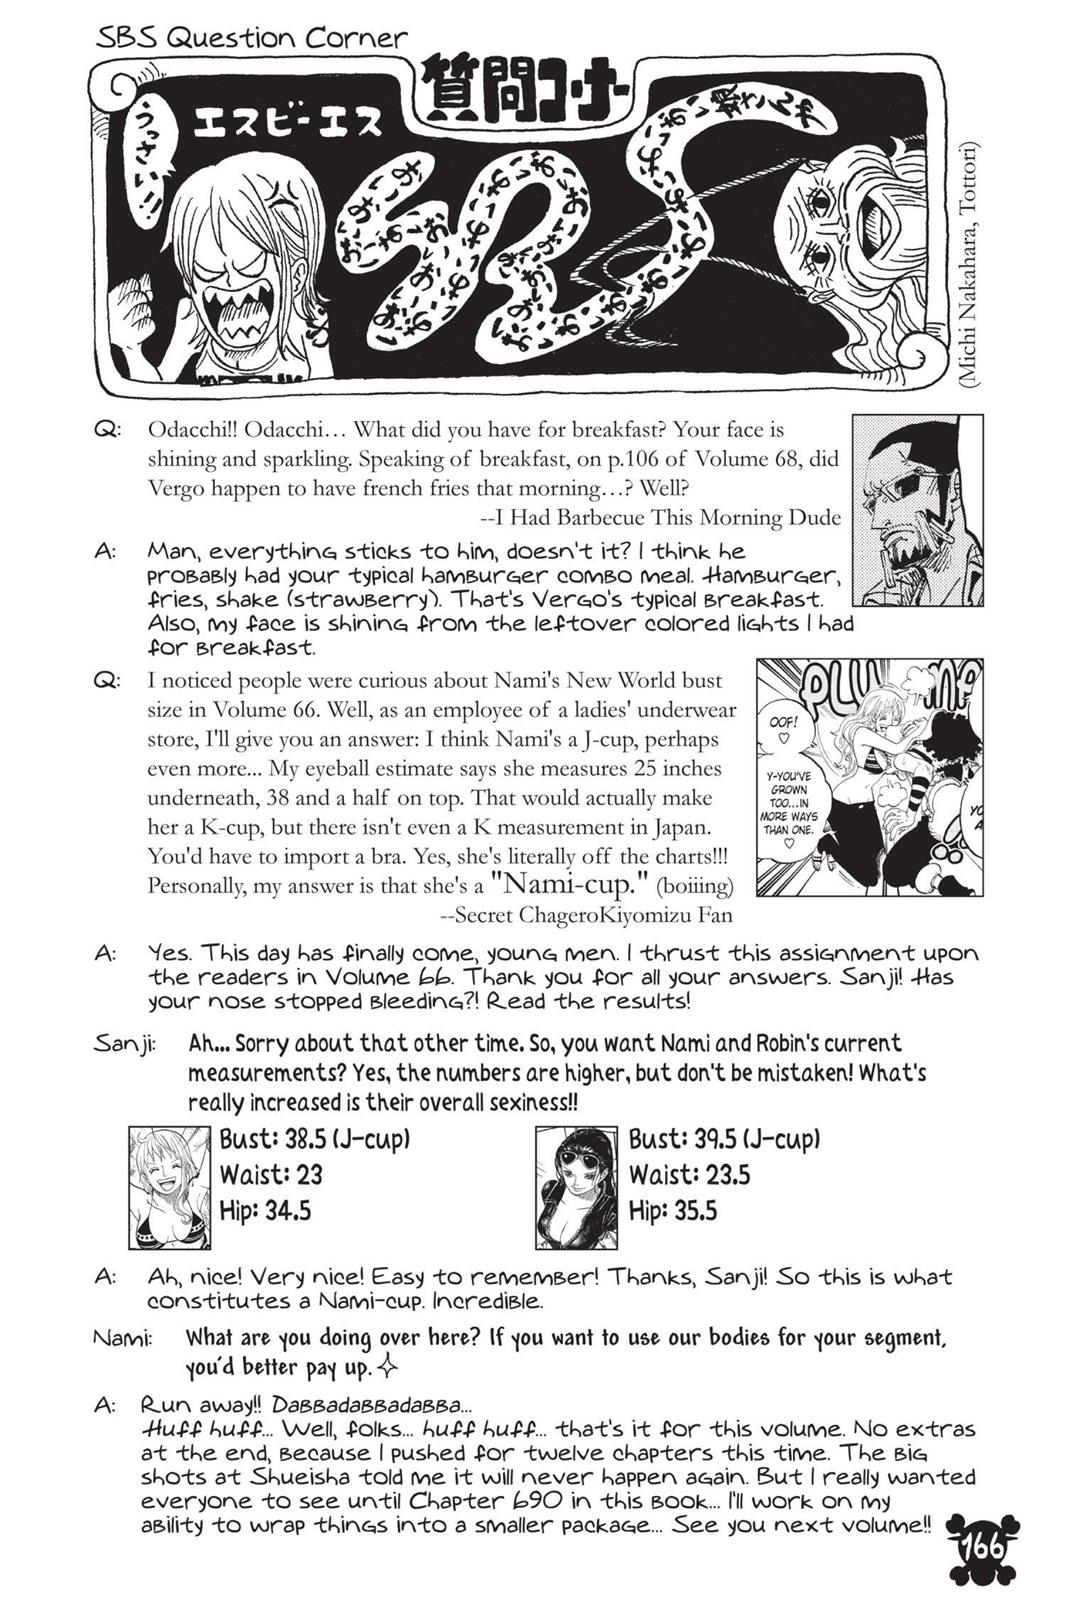 SBS Question Corner
質問コーナー
エスビーエス
うっさい!!
(Michi Nakahara, Tottori)
Q: Odacchi!! Odacchi... What did you have for breakfast? Your face is
shining and sparkling. Speaking of breakfast, on p.106 of Volume 68, did
Vergo happen to have french fries that morning...? Well?
--I Had Barbecue This Morning Dude
A: Man, everything sticks to him, doesn't it? I think he
probably had your typical hamburger combo meal. Hamburger,
fries, shake (strawberry). That's Vergo's typical breakfast.
Also, my face is shining from the leftover colored lights I had
for breakfast.
Q: I noticed people were curious about Nami's New World bust
size in Volume 66. Well, as an employee of a ladies' underwear
store, I'll give you an answer: I think Nami's a J-cup, perhaps
even more... My eyeball estimate says she measures 25 inches
underneath, 38 and a half on top. That would actually make
her a K-cup, but there isn't even a K measurement in Japan.
You'd have to import a bra. Yes, she's literally off the charts!!!
Personally, my answer is that she's a "Nami-cup." (boiiing)
--Secret ChageroKiyomizu Fan
OOF!
♡
Y-YOU'VE
GROWN
TOO...IN
MORE WAYS
THAN ONE.
♡
A: Yes. This day has finally come, young men. I thrust this assignment upon
the readers in Volume 66. Thank you for all your answers. Sanji! Has
your nose stopped bleeding?! Read the results!
Sanji: Ah... Sorry about that other time. So, you want Nami and Robin's current
measurements? Yes, the numbers are higher, but don't be mistaken! What's
really increased is their overall sexiness!!
Bust: 38.5 (J-cup)
Waist: 23
Hip: 34.5
Bust: 39.5 (J-cup)
Waist: 23.5
Hip: 35.5
A: Ah, nice! Very nice! Easy to remember! Thanks, Sanji! So this is what
constitutes a Nami-cup. Incredible.
Nami: What are you doing over here? If you want to use our bodies for your segment,
you'd better pay up.
A: Run away!! Dabbadabbadabba...
Huff huff... Well, folks... huff huff... that's it for this volume. No extras
at the end, because I pushed for twelve chapters this time. The big
shots at Shueisha told me it will never happen again. But I really wanted
everyone to see until Chapter 690 in this book... I'll work on my
ability to wrap things into a smaller package... See you next volume!!
166